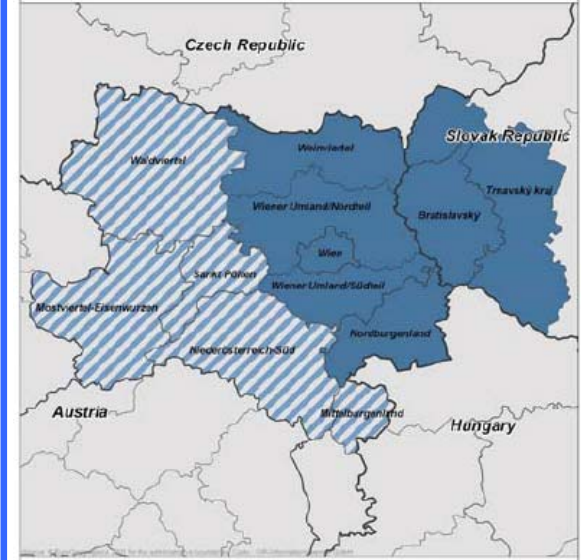 Czech Republic
Slovak Republic
Weinviertel
Waldviertel
Trnavský kraj
Wiener Umland/Nordteil
Bratislavský
Wien
Sankt Pölten
Wiener Umland/Südteil
Mostviertel-Eisenwurzen
Nordburgenland
Niederösterreich-Süd
Austria
Mittelburgenland
Hungary